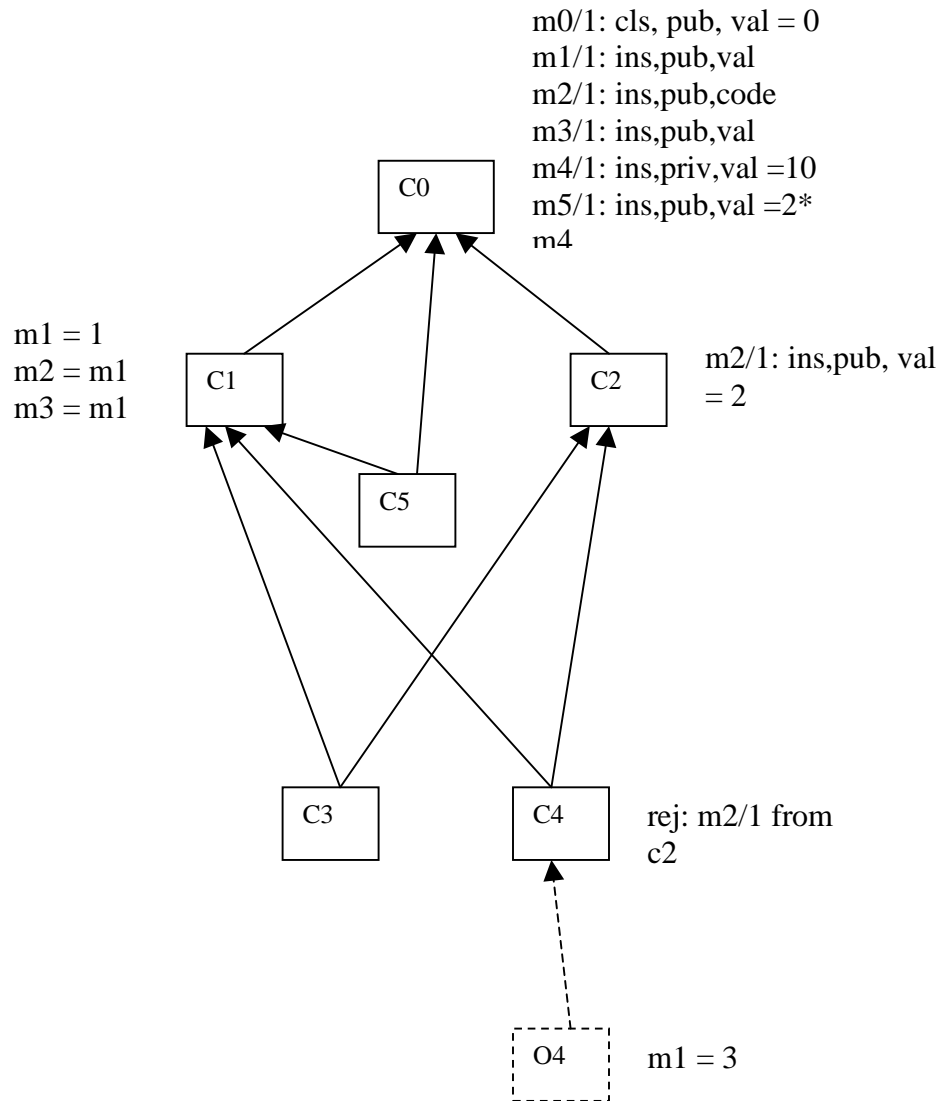 m0/1: cls, pub, val = 0
m1/1: ins,pub,val
m2/1: ins,pub,code
m3/1: ins,pub,val
m4/1: ins,priv,val =10
m5/1: ins,pub,val =2*
m4
C0
m1 = 1
m2 = m1
m3 = m1
C1
C2
m2/1: ins,pub, val
= 2
C5
C3
C4
rej: m2/1 from
c2
O4
m1 = 3